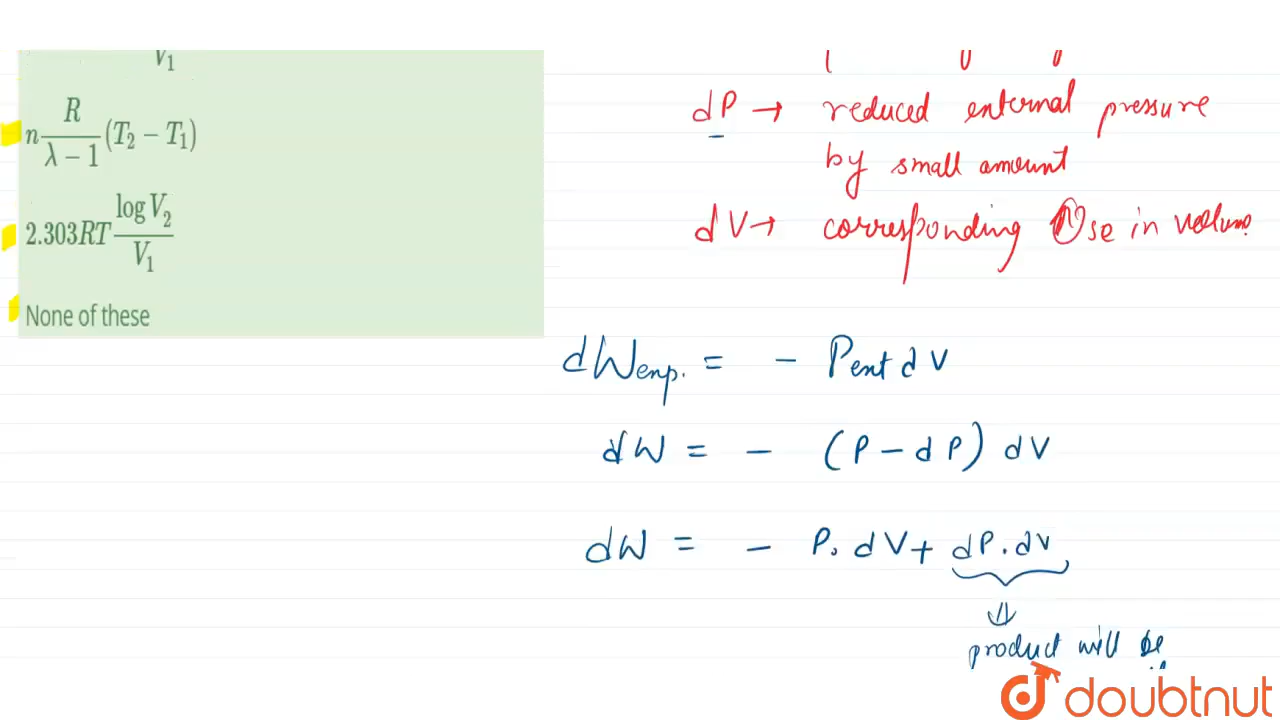 V₁
n R/(λ − 1) (T₂ − T₁)
2.303RT log V₂/V₁
None of these
dP → reduced external pressure
by small amount
dV → corresponding ↑se in volume
dWexp. = − Pext dV
dW = − (P − dP) dV
dW = − P. dV + dP. dV
⇓
product will be
doubtnut